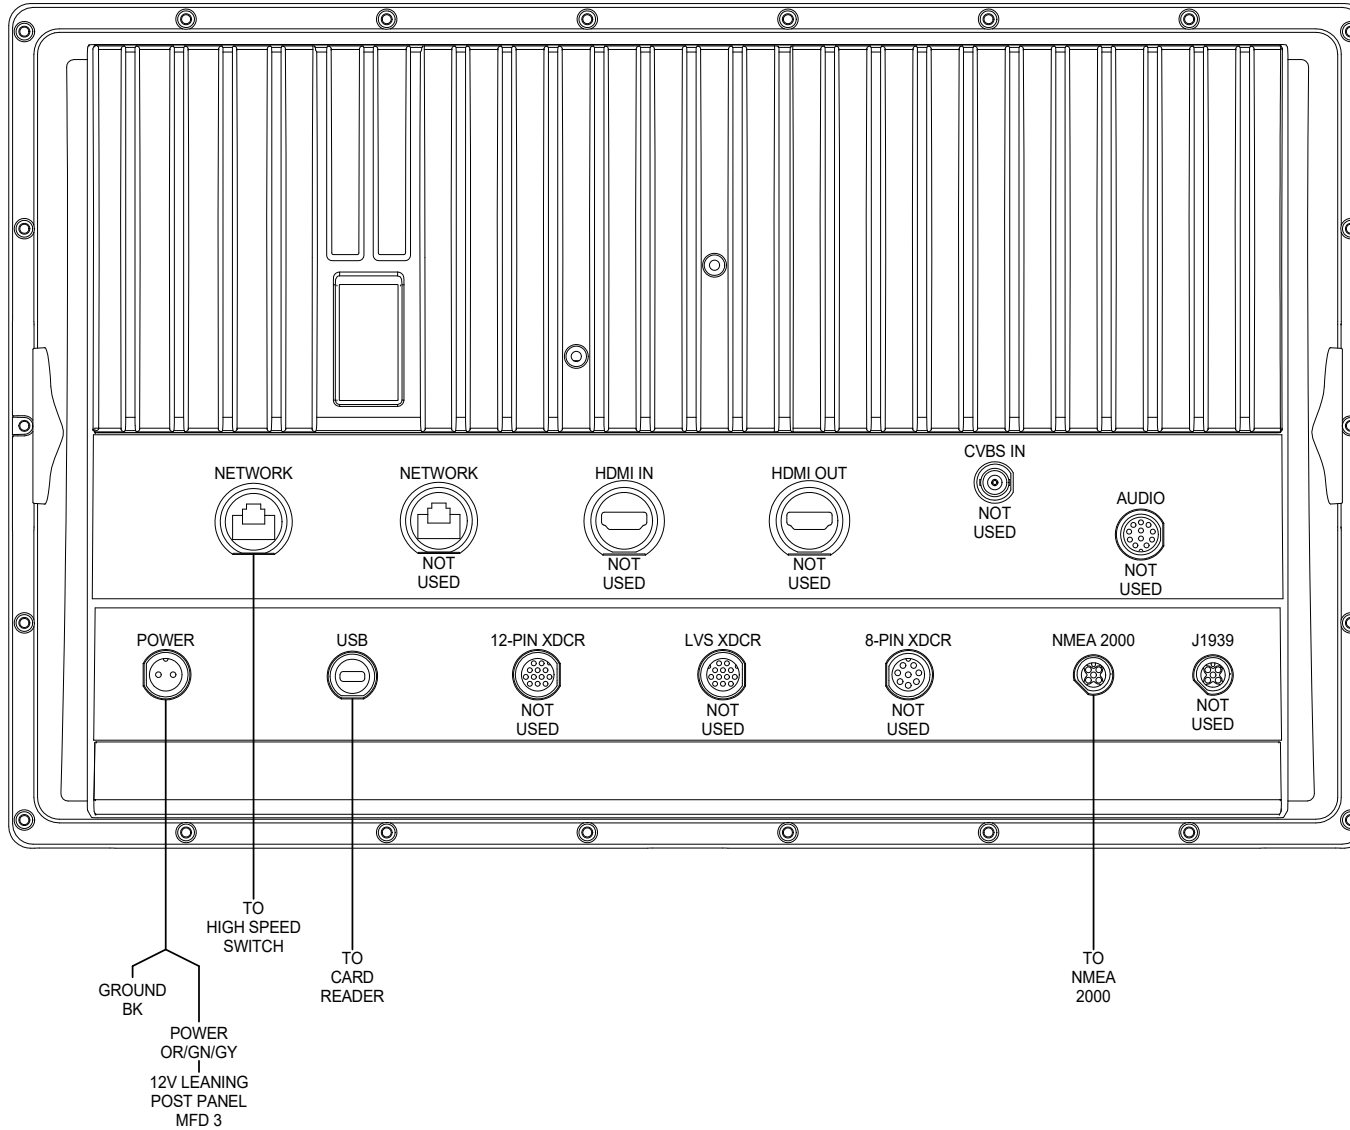 CVBS IN
NETWORK
NETWORK
HDMI IN
HDMI OUT
AUDIO
NOT
USED
NOT
USED
NOT
USED
NOT
USED
NOT
USED
POWER
USB
12-PIN XDCR
LVS XDCR
8-PIN XDCR
NMEA 2000
J1939
NOT
USED
NOT
USED
NOT
USED
NOT
USED
TO
HIGH SPEED
SWITCH
TO
CARD
READER
TO
NMEA
2000
GROUND
BK
POWER
OR/GN/GY
12V LEANING
POST PANEL
MFD 3